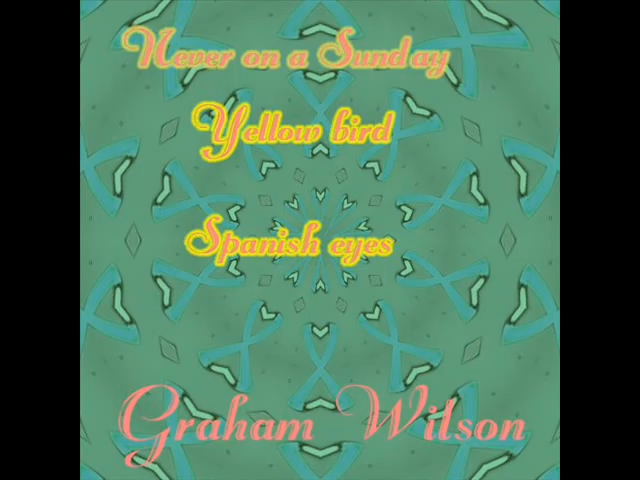 Never on a Sunday
Yellow bird
Spanish eyes
Graham Wilson